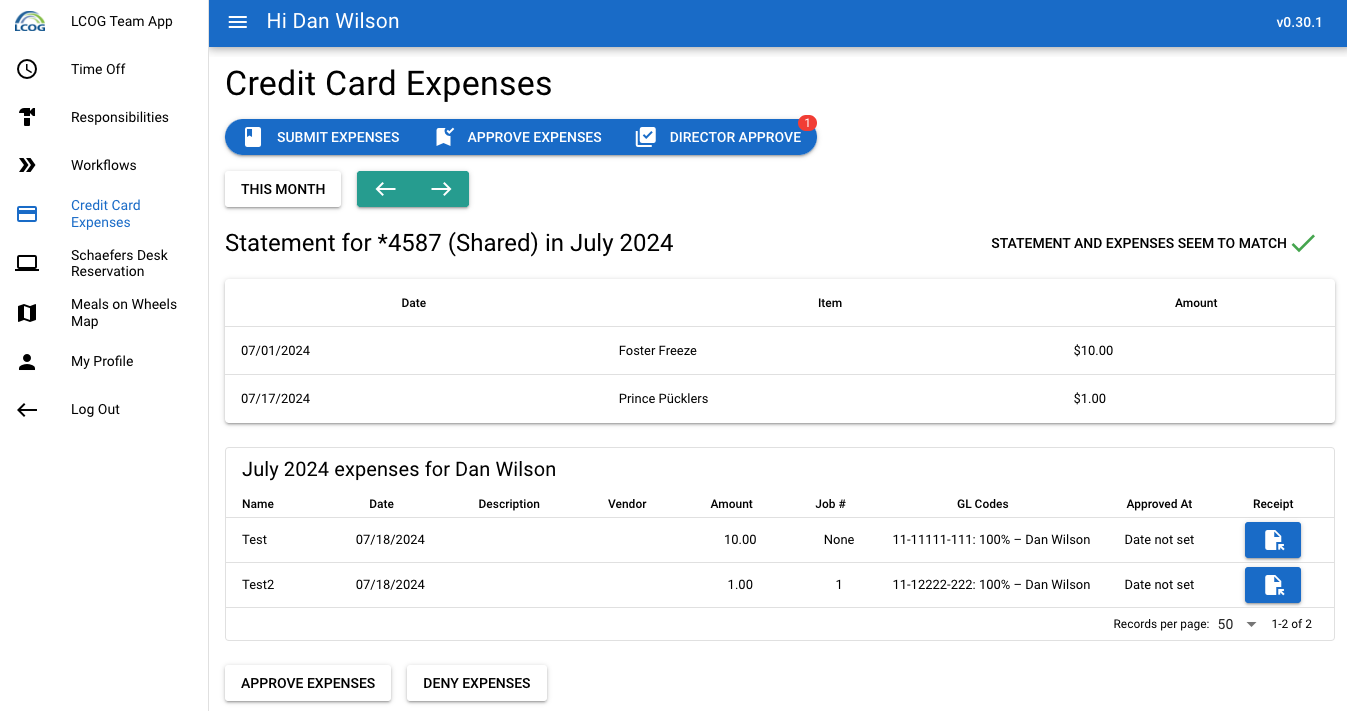 LCOG
LCOG Team App
Time Off
Responsibilities
Workflows
Credit Card
Expenses
Schaefers Desk
Reservation
Meals on Wheels
Map
My Profile
Log Out
Hi Dan Wilson
v0.30.1
Credit Card Expenses
SUBMIT EXPENSES APPROVE EXPENSES DIRECTOR APPROVE 1
THIS MONTH
Statement for *4587 (Shared) in July 2024
STATEMENT AND EXPENSES SEEM TO MATCH
Date Item Amount
07/01/2024 Foster Freeze $10.00
07/17/2024 Prince Pücklers $1.00
July 2024 expenses for Dan Wilson
Name Date Description Vendor Amount Job # GL Codes Approved At Receipt
Test 07/18/2024 10.00 None 11-11111-111: 100% – Dan Wilson Date not set
Test2 07/18/2024 1.00 1 11-12222-222: 100% – Dan Wilson Date not set
Records per page: 50 1-2 of 2
APPROVE EXPENSES DENY EXPENSES